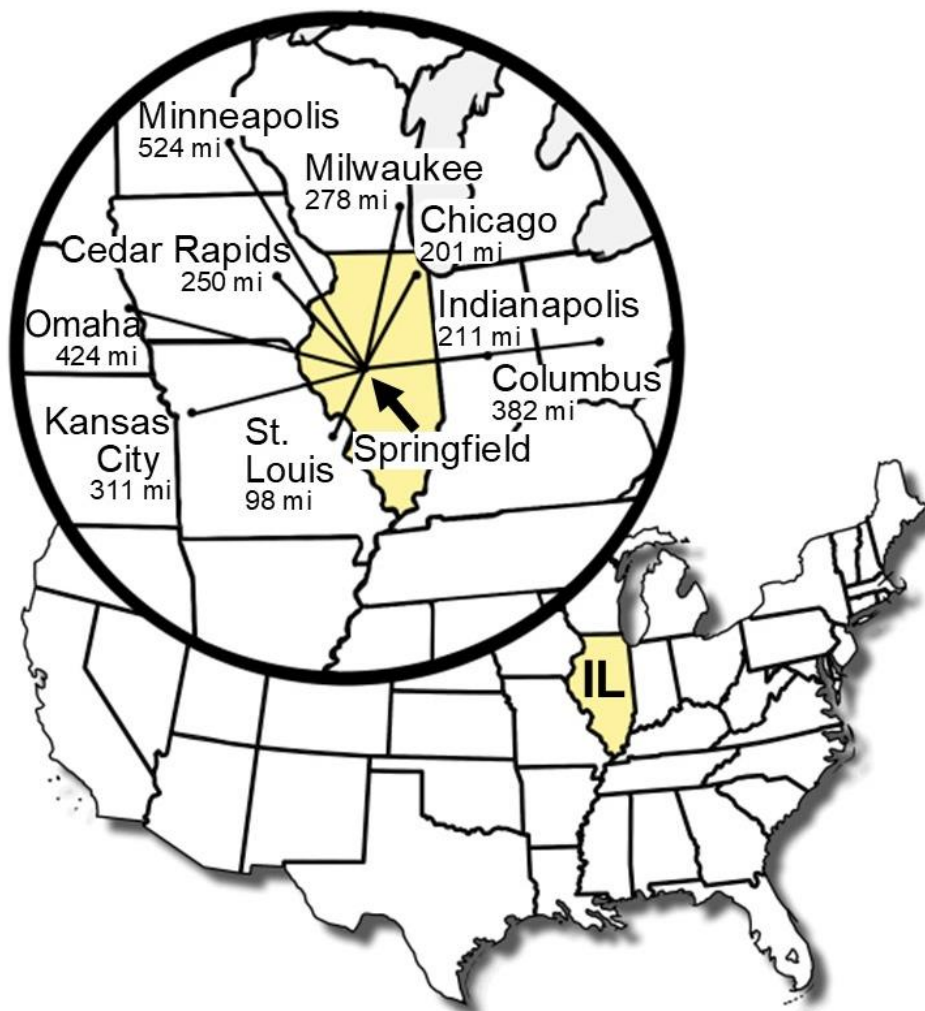 Minneapolis
524 mi
Milwaukee
278 mi
Chicago
201 mi
Cedar Rapids
250 mi
Indianapolis
211 mi
Omaha
424 mi
Columbus
382 mi
Kansas
City
311 mi
St.
Louis
98 mi
Springfield
IL